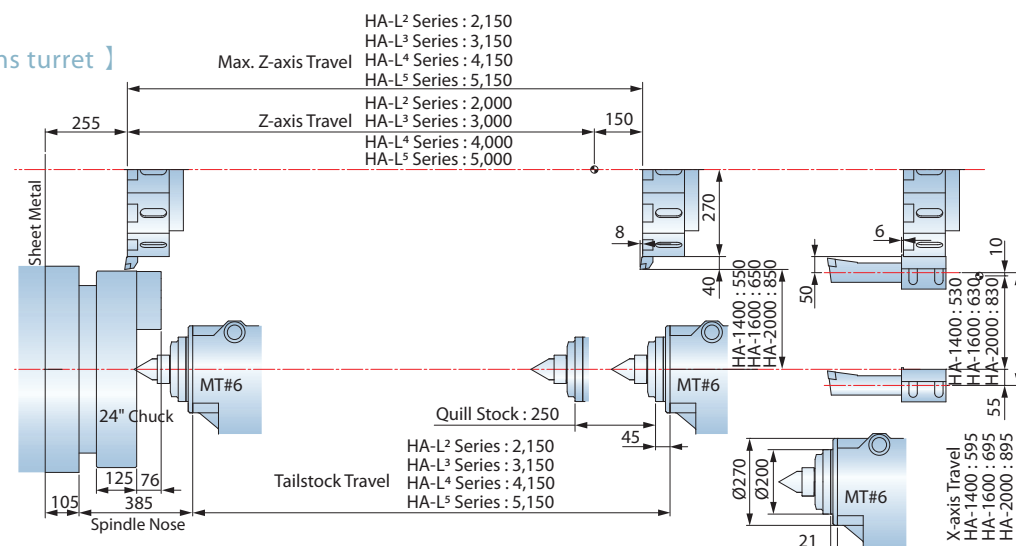 ns turret 】
HA-L² Series : 2,150
HA-L³ Series : 3,150
Max. Z-axis Travel HA-L⁴ Series : 4,150
HA-L⁵ Series : 5,150
HA-L² Series : 2,000
Z-axis Travel HA-L³ Series : 3,000
HA-L⁴ Series : 4,000
HA-L⁵ Series : 5,000
255
150
Sheet Metal
270
8
40
HA-1400 : 550
HA-1600 : 650
HA-2000 : 850
6
10
50
HA-1400 : 530
HA-1600 : 630
HA-2000 : 830
55
MT#6
MT#6
24" Chuck
Quill Stock : 250
45
125
76
105
385
Spindle Nose
HA-L² Series : 2,150
HA-L³ Series : 3,150
Tailstock Travel HA-L⁴ Series : 4,150
HA-L⁵ Series : 5,150
Ø270
Ø200
MT#6
21
X-axis Travel
HA-1400 : 595
HA-1600 : 695
HA-2000 : 895